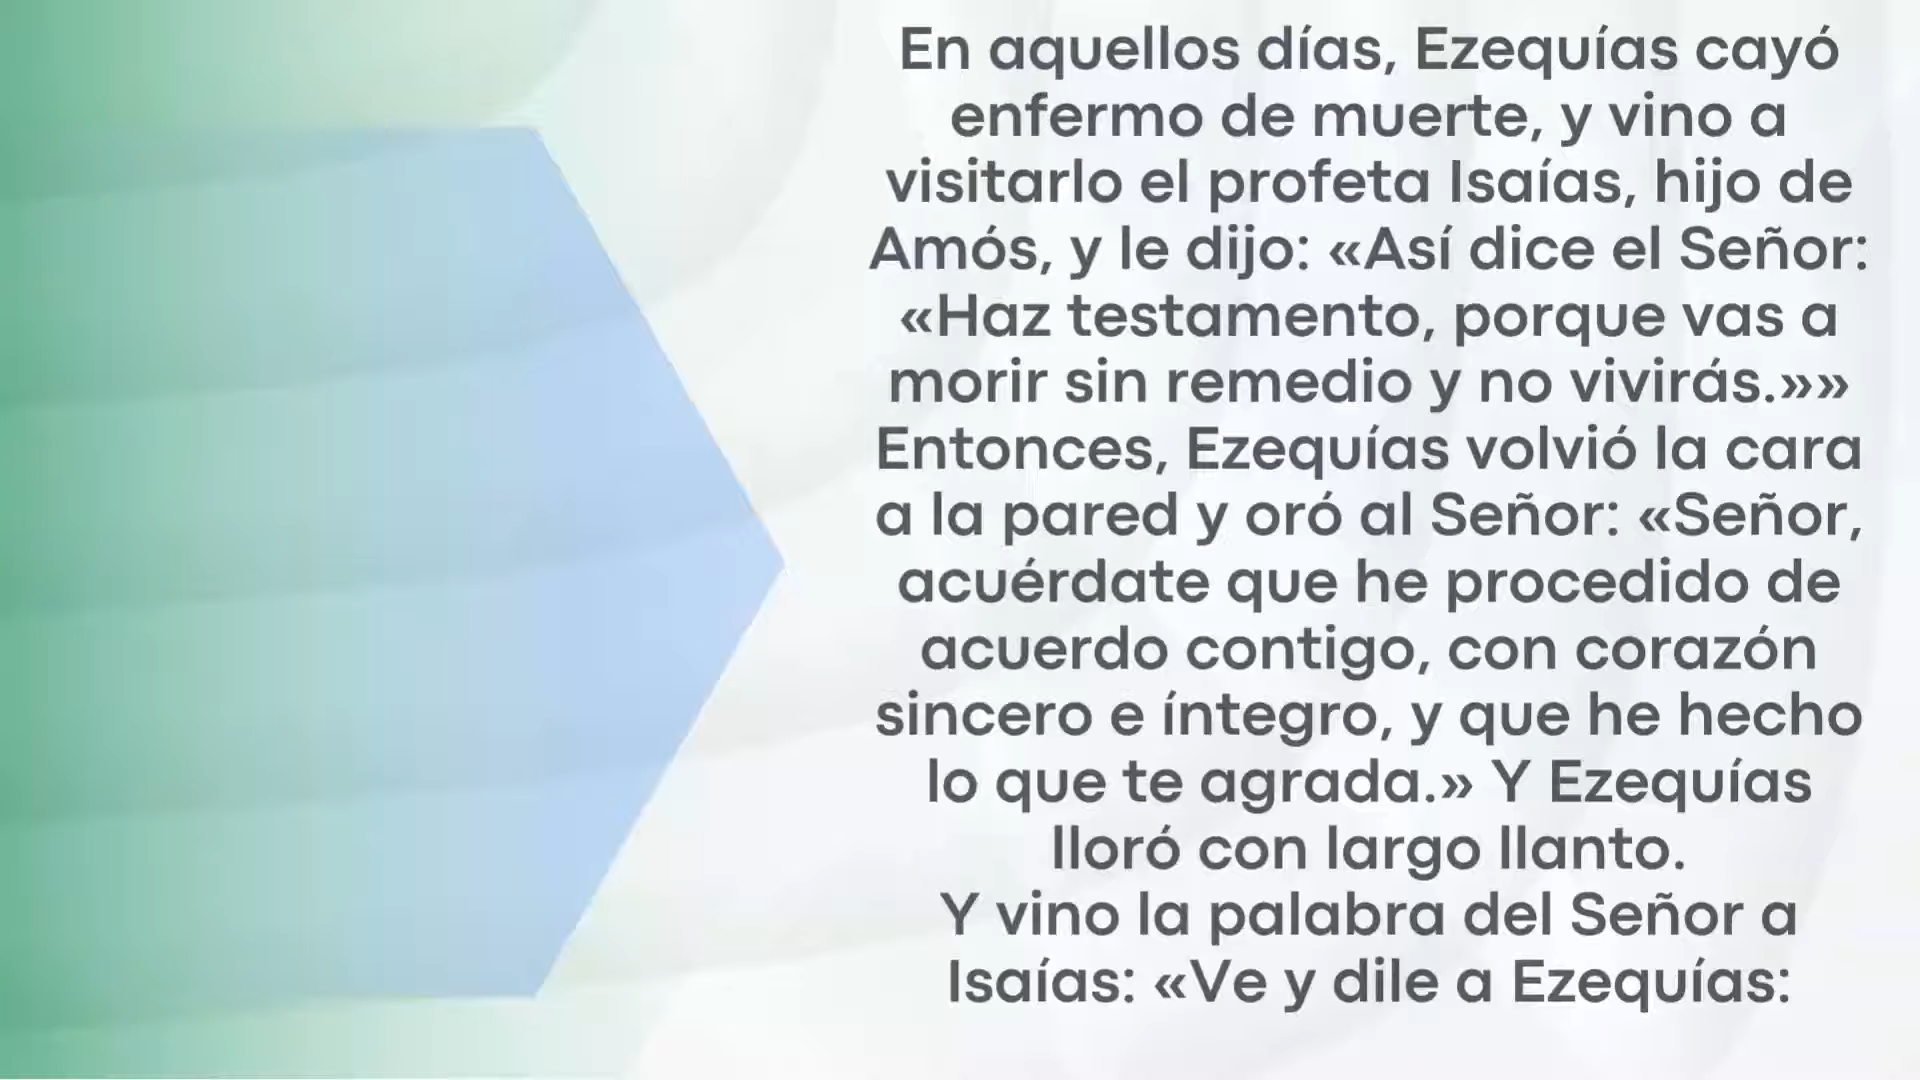 En aquellos días, Ezequías cayó
enfermo de muerte, y vino a
visitarlo el profeta Isaías, hijo de
Amós, y le dijo: «Así dice el Señor:
«Haz testamento, porque vas a
morir sin remedio y no vivirás.»»
Entonces, Ezequías volvió la cara
a la pared y oró al Señor: «Señor,
acuérdate que he procedido de
acuerdo contigo, con corazón
sincero e íntegro, y que he hecho
lo que te agrada.» Y Ezequías
lloró con largo llanto.
Y vino la palabra del Señor a
Isaías: «Ve y dile a Ezequías: